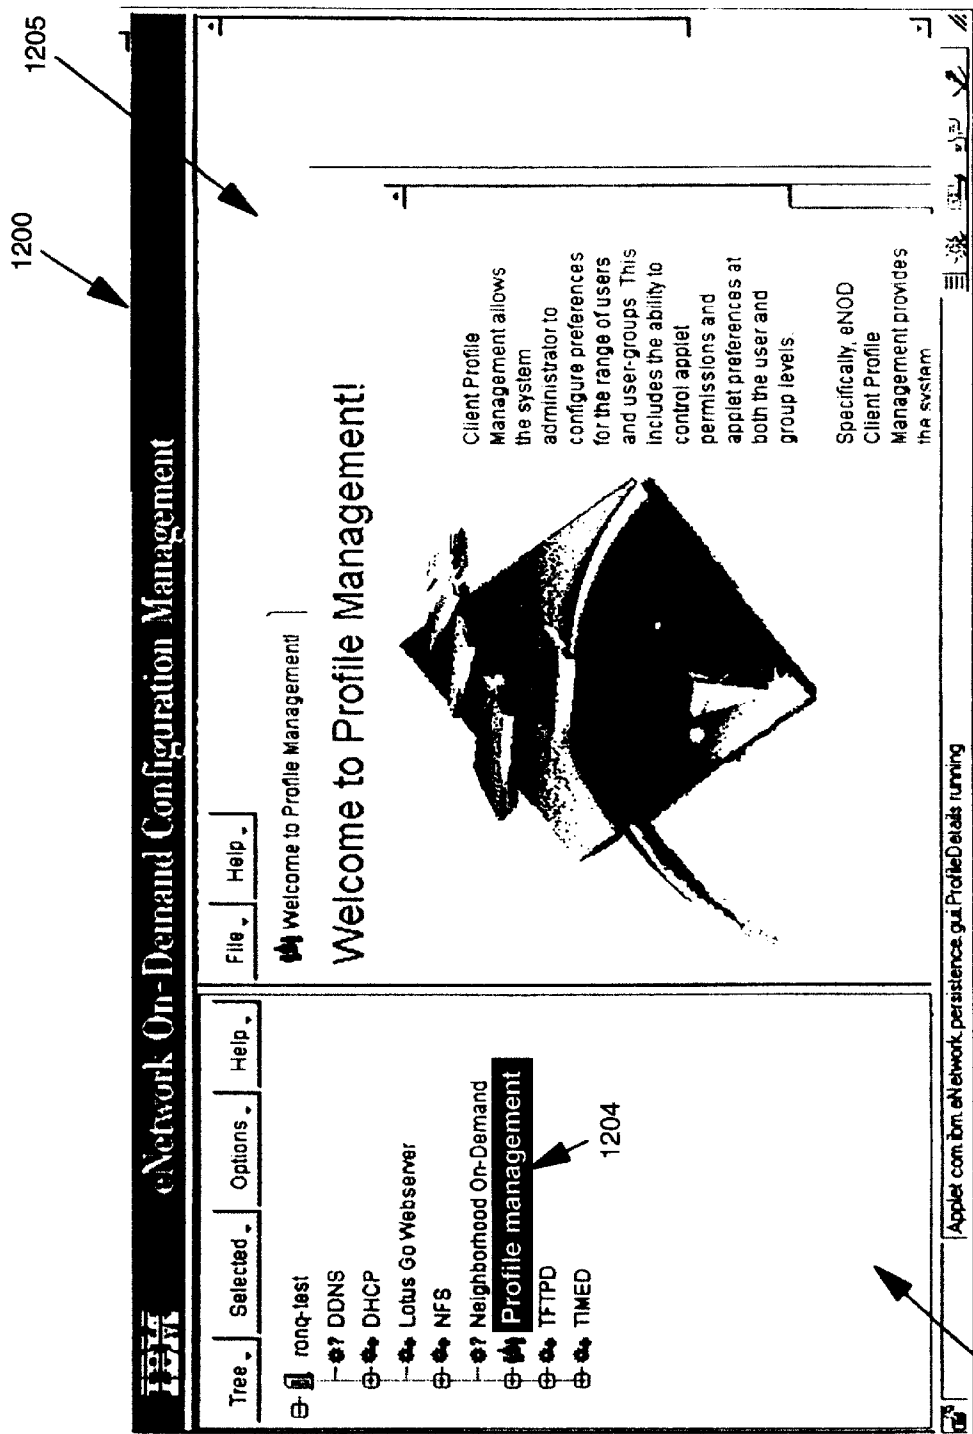 1200
1205
IBM
eNetwork On-Demand Configuration Management
Tree
Selected
Options
Help
ronq-test
? DDNS
DHCP
Lotus Go Webserver
NFS
? Neighborhood On-Demand
Profile management
TFTPD
TIMED
1204
File
Help
Welcome to Profile Management!
Welcome to Profile Management!
Client Profile
Management allows
the system
administrator to
configure preferences
for the range of users
and user-groups. This
includes the ability to
control applet
permissions and
applet preferences at
both the user and
group levels.
Specifically, eNOD
Client Profile
Management provides
the system
Applet com.ibm.eNetwork.persistence.gui.ProfileDetails running